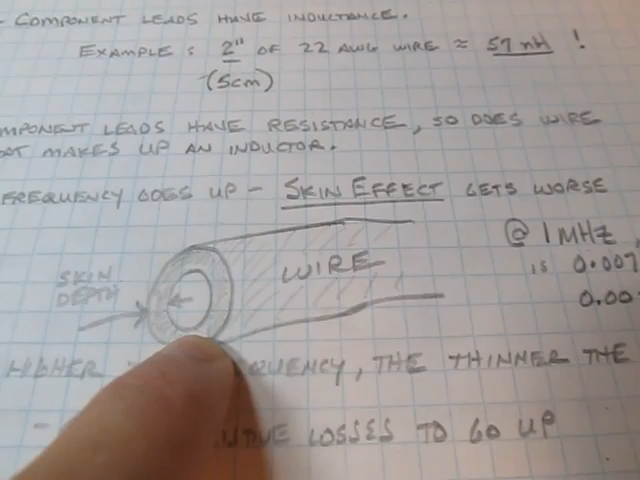 - COMPONENT LEADS HAVE INDUCTANCE.
EXAMPLE: 2" OF 22 AWG WIRE ≈ 57 nH!
(5cm)
MPONENT LEADS HAVE RESISTANCE, SO DOES WIRE
AT MAKES UP AN INDUCTOR.
FREQUENCY GOES UP - SKIN EFFECT GETS WORSE
@ 1MHZ,
IS 0.007
0.00
SKIN
DEPTH
WIRE
HIGHER QUENCY, THE THINNER THE
- LOSSES TO GO UP